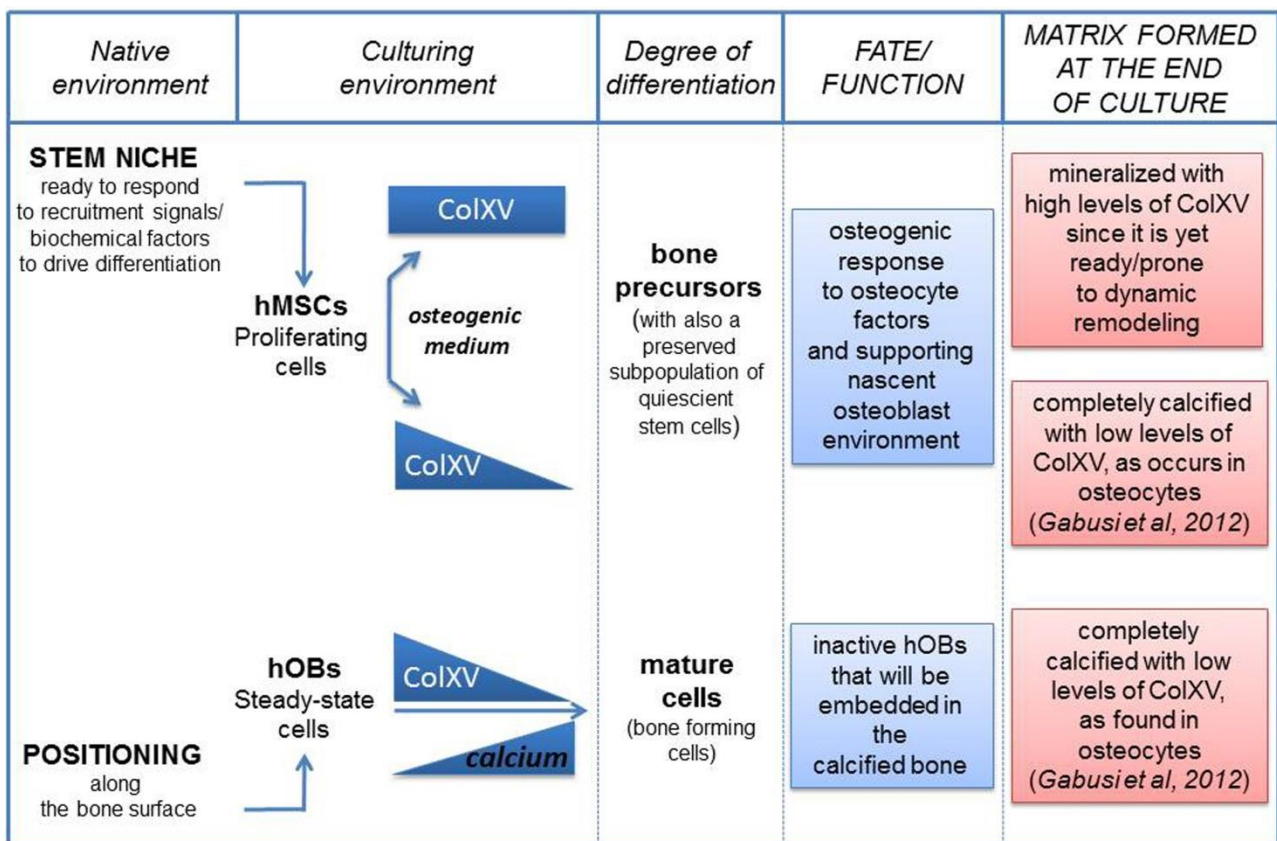 Native
environment
Culturing
environment
Degree of
differentiation
FATE/
FUNCTION
MATRIX FORMED
AT THE END
OF CULTURE
STEM NICHE
ready to respond
to recruitment signals/
biochemical factors
to drive differentiation
hMSCs
Proliferating
cells
ColXV
osteogenic
medium
ColXV
bone
precursors
(with also a
preserved
subpopulation of
quiescient
stem cells)
osteogenic
response
to osteocyte
factors
and supporting
nascent
osteoblast
environment
mineralized with
high levels of ColXV
since it is yet
ready/prone
to dynamic
remodeling
completely calcified
with low levels of
ColXV, as occurs in
osteocytes
(Gabusi et al, 2012)
POSITIONING
along
the bone surface
hOBs
Steady-state
cells
ColXV
calcium
mature
cells
(bone forming
cells)
inactive hOBs
that will be
embedded in
the
calcified bone
completely
calcified with low
levels of ColXV,
as found in
osteocytes
(Gabusi et al, 2012)